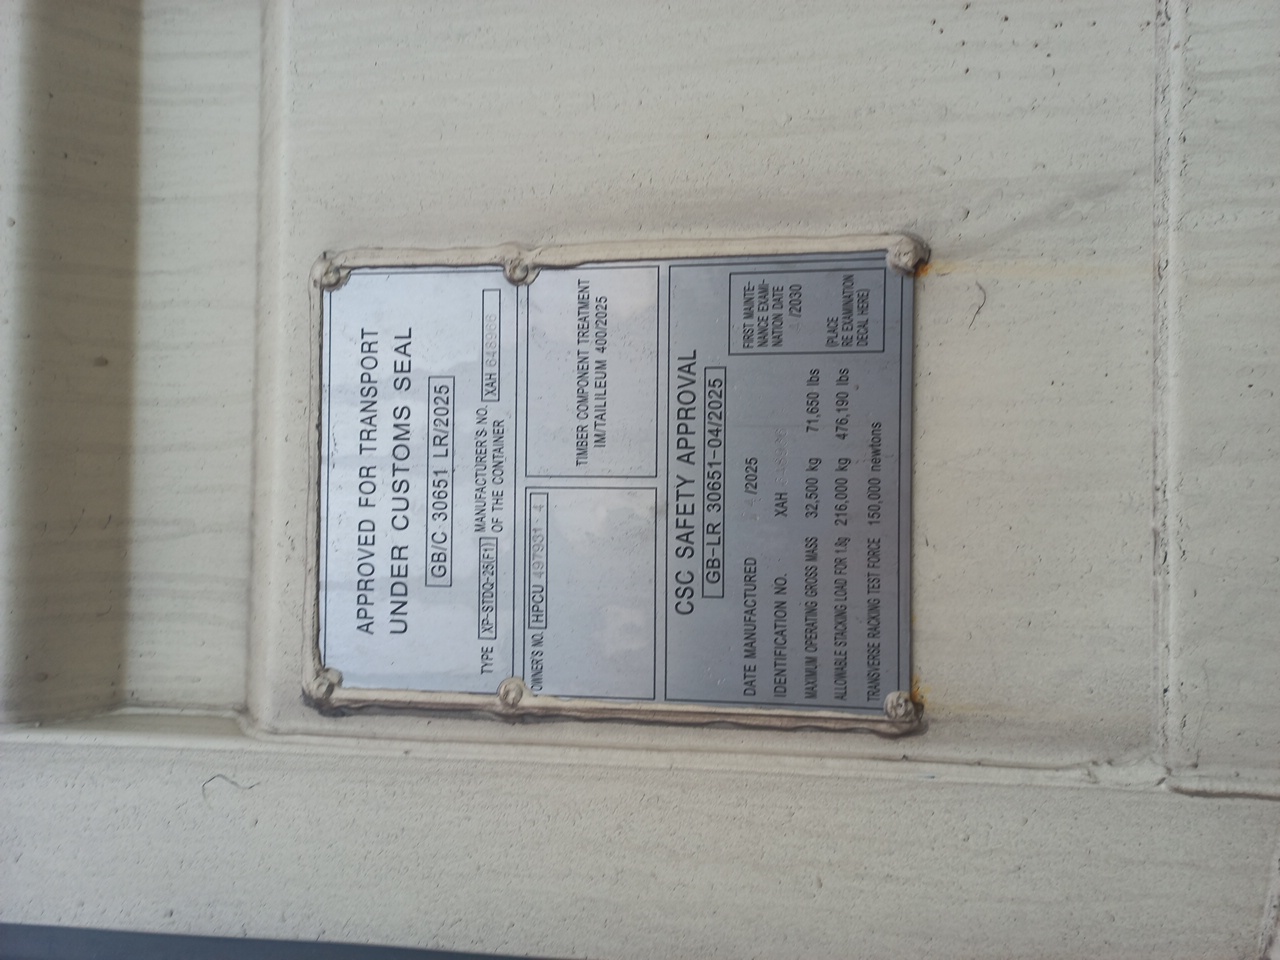 APPROVED FOR TRANSPORT
UNDER CUSTOMS SEAL
GB/C 30651 LR/2025
TYPE XP-STDQ-25(F1) MANUFACTURER'S NO. OF THE CONTAINER XAH
OWNER'S NO. HPCU 497931 4
TIMBER COMPONENT TREATMENT
IM/TAILILEUM 400/2025
CSC SAFETY APPROVAL
GB-LR 30651-04/2025
DATE MANUFACTURED /2025
IDENTIFICATION NO. XAH
MAXIMUM OPERATING GROSS MASS 32,500 kg 71,650 lbs
ALLOWABLE STACKING LOAD FOR 1.8g 216,000 kg 476,190 lbs
TRANSVERSE RACKING TEST FORCE 150,000 newtons
FIRST MAINTE-
NANCE EXAMI-
NATION DATE
/2030
(PLACE
RE EXAMINATION
DECAL HERE)